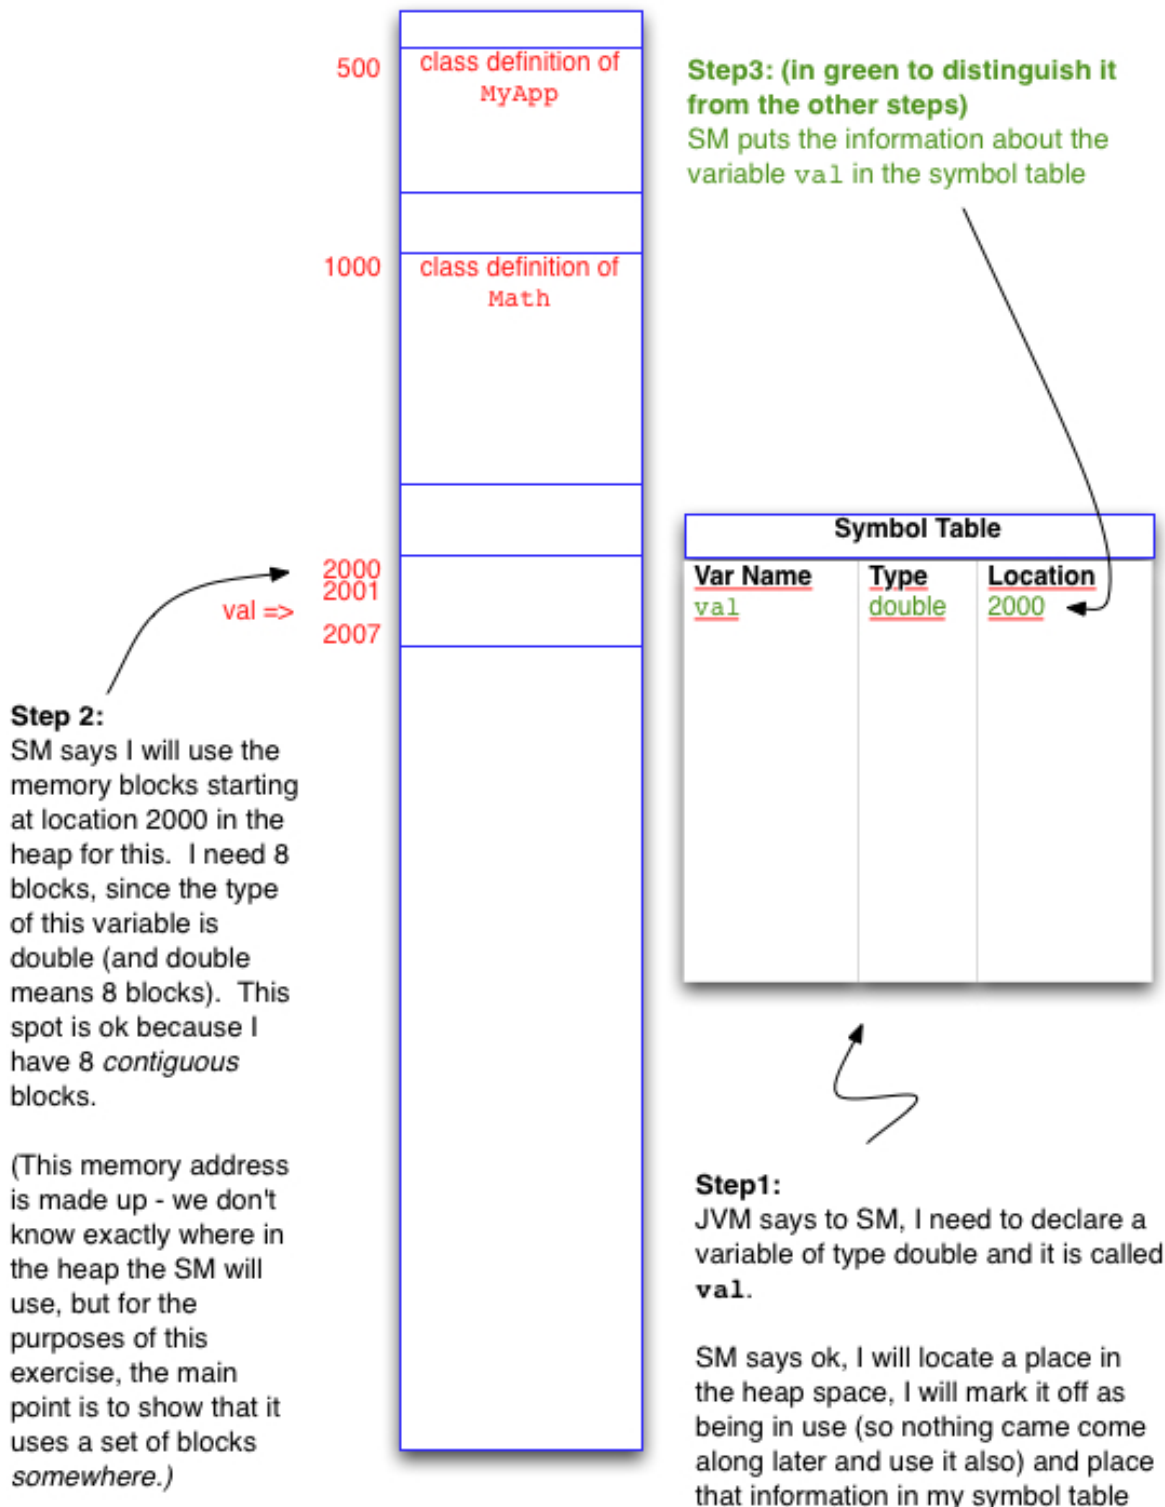 500
class definition of
MyApp
1000
class definition of
Math
2000
2001
val =>
2007
Step3: (in green to distinguish it
from the other steps)
SM puts the information about the
variable val in the symbol table
Symbol Table
Var Name Type Location
val double 2000
Step 2:
SM says I will use the
memory blocks starting
at location 2000 in the
heap for this.  I need 8
blocks, since the type
of this variable is
double (and double
means 8 blocks).  This
spot is ok because I
have 8 contiguous
blocks.
(This memory address
is made up - we don't
know exactly where in
the heap the SM will
use, but for the
purposes of this
exercise, the main
point is to show that it
uses a set of blocks
somewhere.)
Step1:
JVM says to SM, I need to declare a
variable of type double and it is called
val.
SM says ok, I will locate a place in
the heap space, I will mark it off as
being in use (so nothing came come
along later and use it also) and place
that information in my symbol table